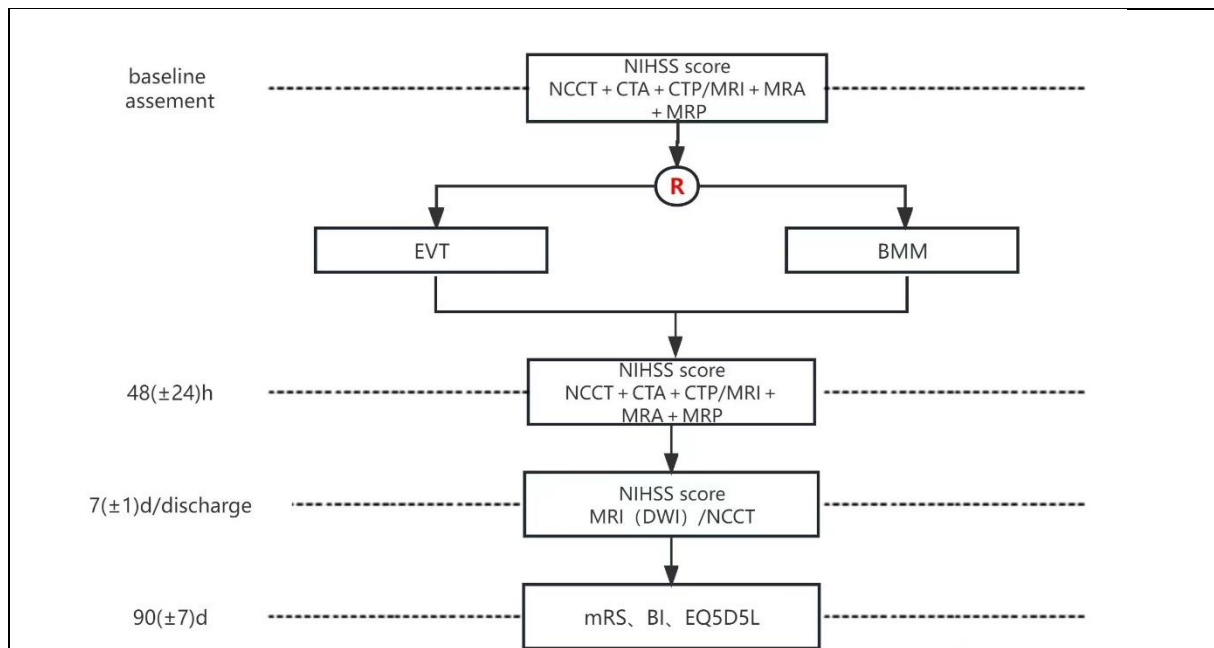 baseline
assement
NIHSS score
NCCT + CTA + CTP/MRI + MRA
+ MRP
R
EVT
BMM
48(±24)h
NIHSS score
NCCT + CTA + CTP/MRI +
MRA + MRP
7(±1)d/discharge
NIHSS score
MRI（DWI）/NCCT
90(±7)d
mRS、BI、EQ5D5L